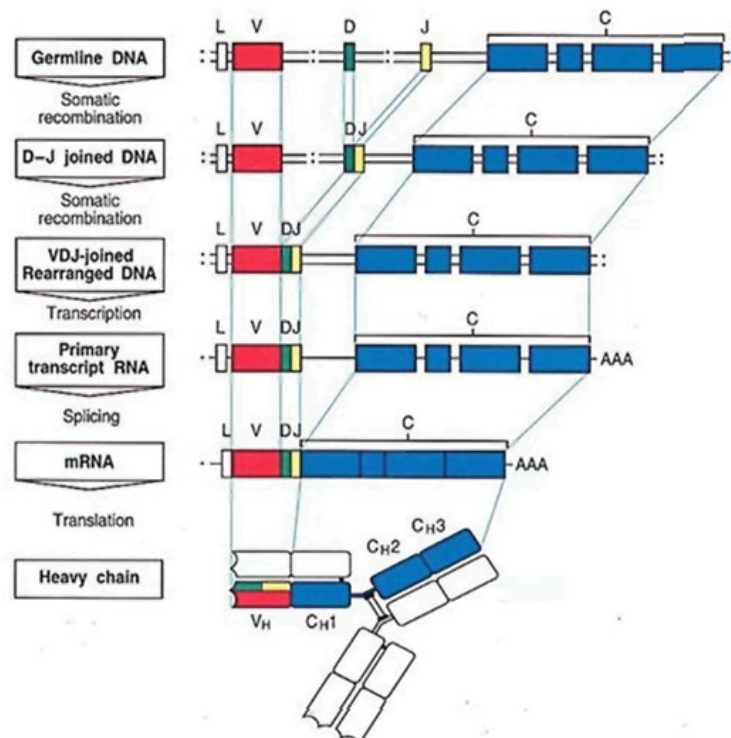 L V D J C
Germline DNA
Somatic
recombination
L V D J C
D–J joined DNA
Somatic
recombination
L V DJ C
VDJ-joined
Rearranged DNA
Transcription
L V DJ C
Primary
transcript RNA
AAA
Splicing
L V DJ C
mRNA
AAA
Translation
CH2 CH3
Heavy chain
VH CH1